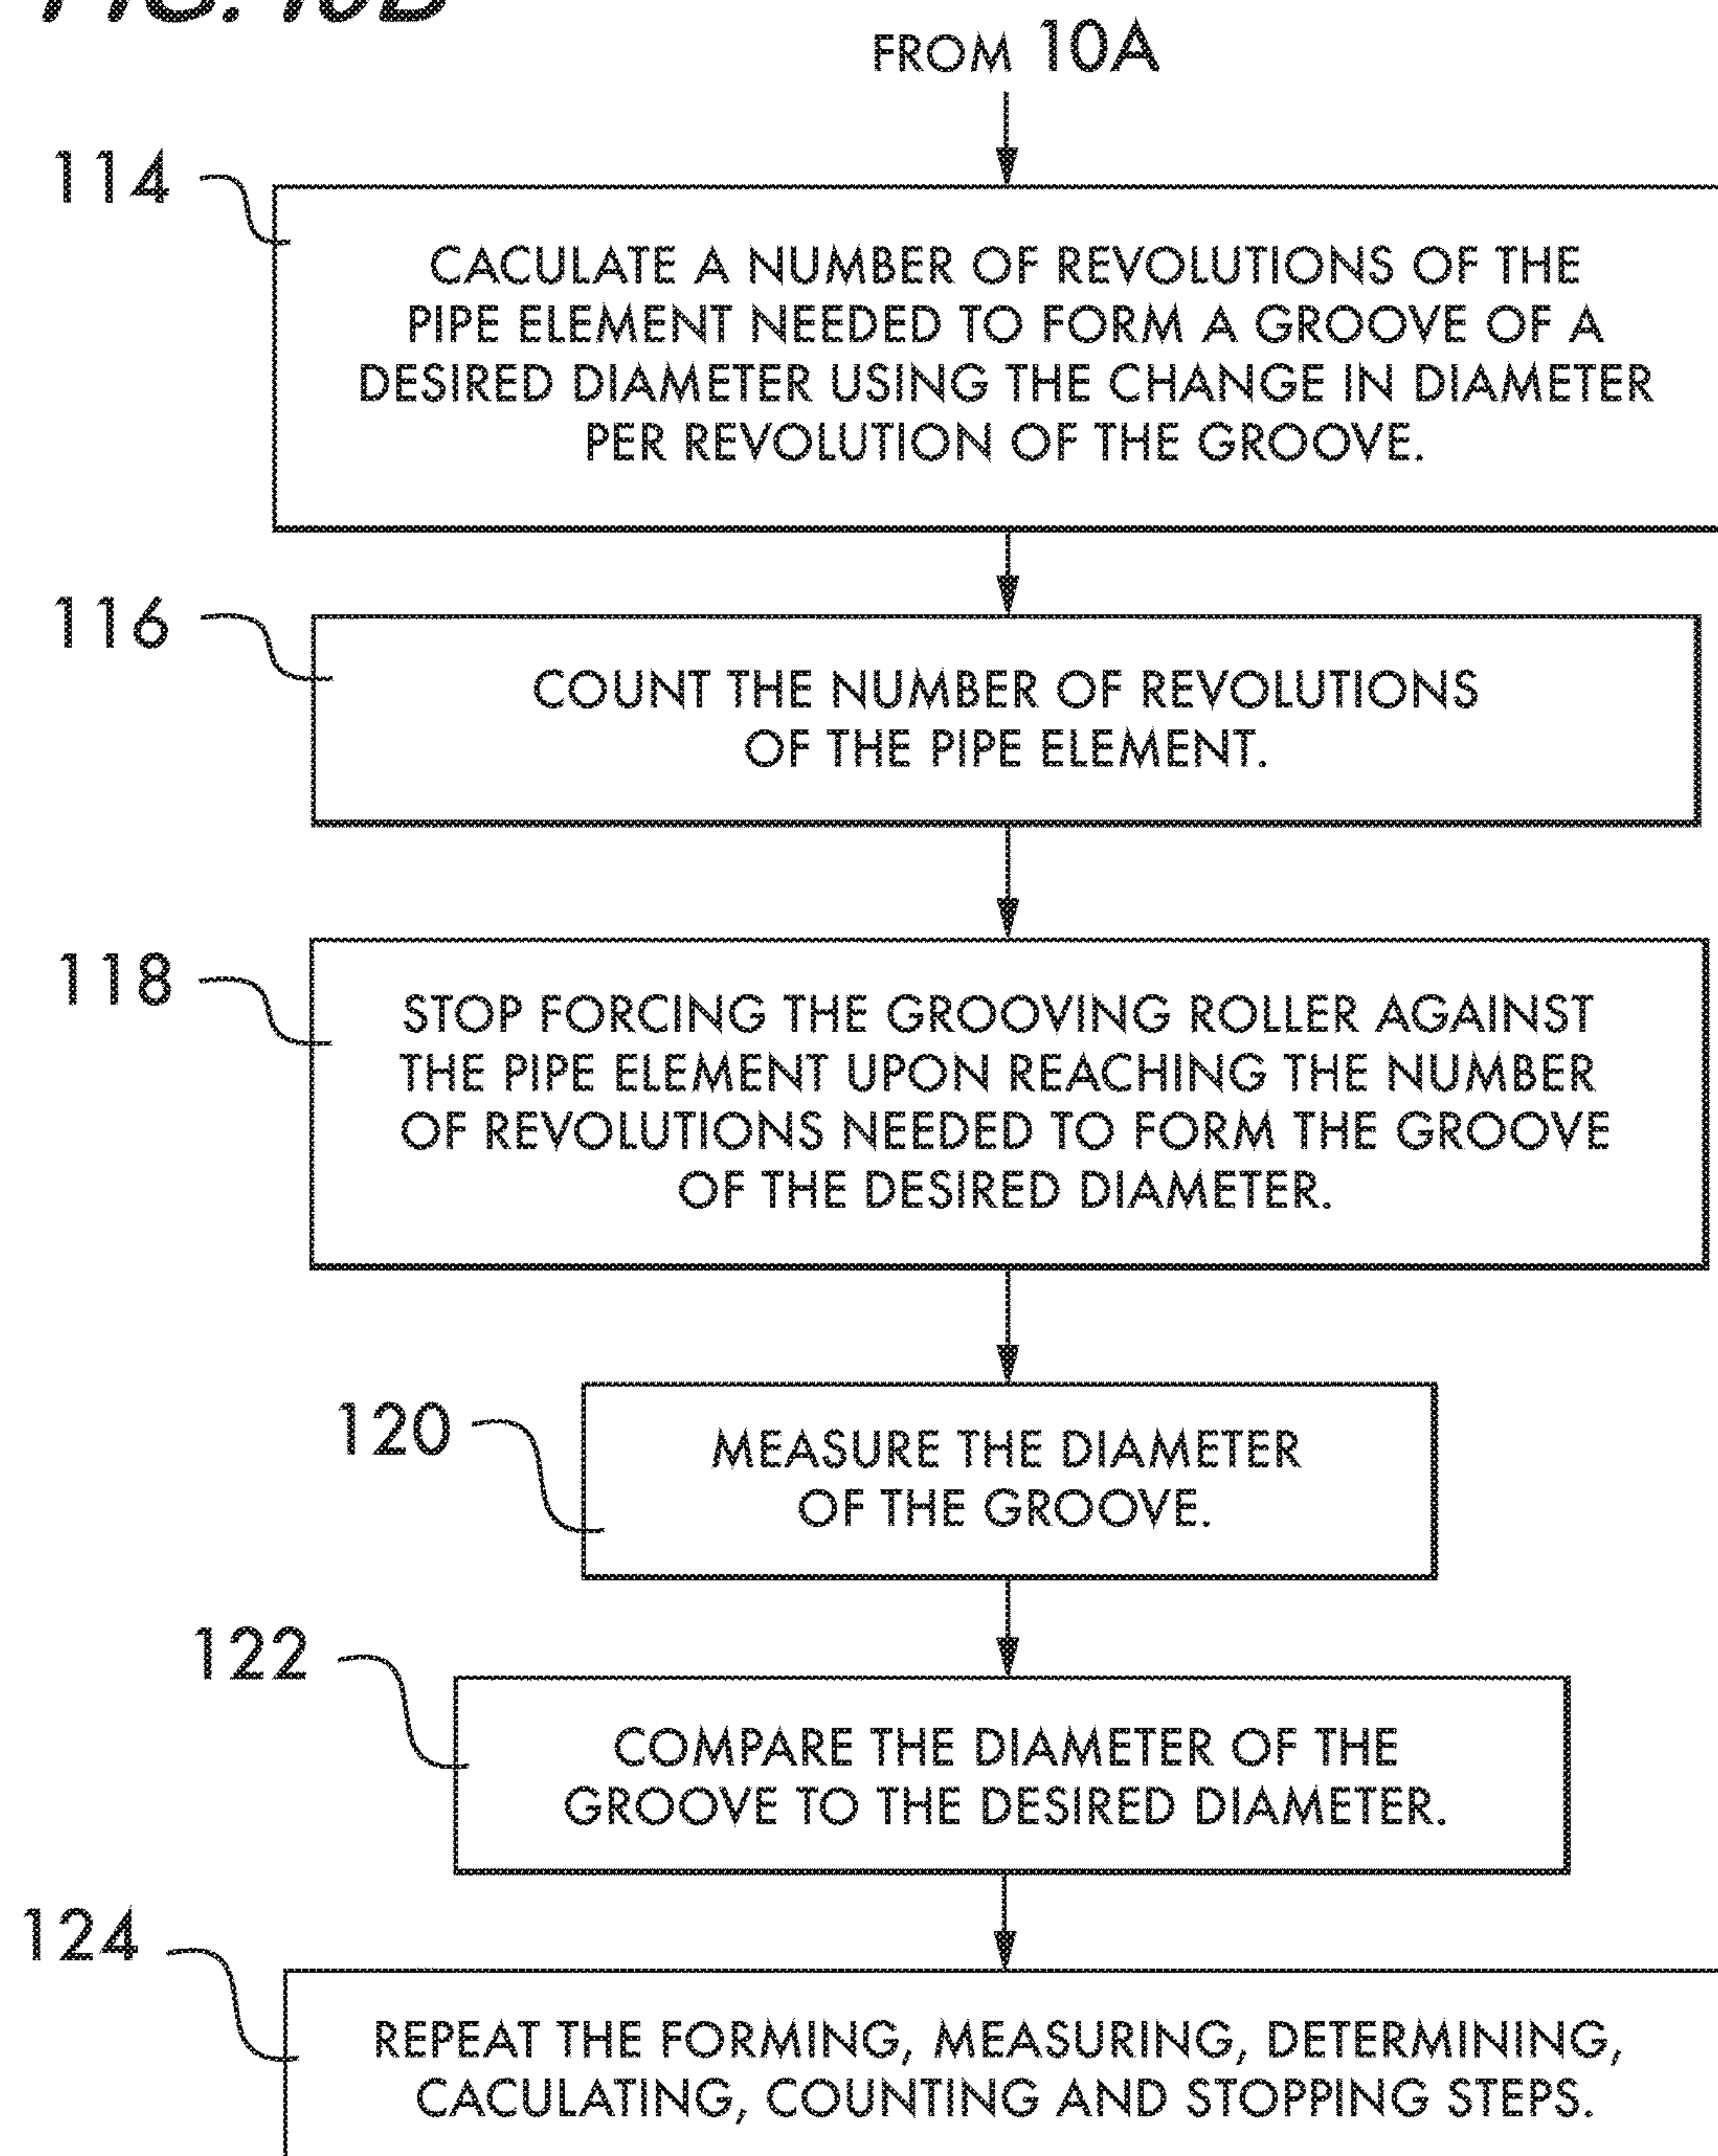 FIG. 10B
FROM 10A
114
CACULATE A NUMBER OF REVOLUTIONS OF THE
PIPE ELEMENT NEEDED TO FORM A GROOVE OF A
DESIRED DIAMETER USING THE CHANGE IN DIAMETER
PER REVOLUTION OF THE GROOVE.
116
COUNT THE NUMBER OF REVOLUTIONS
OF THE PIPE ELEMENT.
118
STOP FORCING THE GROOVING ROLLER AGAINST
THE PIPE ELEMENT UPON REACHING THE NUMBER
OF REVOLUTIONS NEEDED TO FORM THE GROOVE
OF THE DESIRED DIAMETER.
120
MEASURE THE DIAMETER
OF THE GROOVE.
122
COMPARE THE DIAMETER OF THE
GROOVE TO THE DESIRED DIAMETER.
124
REPEAT THE FORMING, MEASURING, DETERMINING,
CACULATING, COUNTING AND STOPPING STEPS.